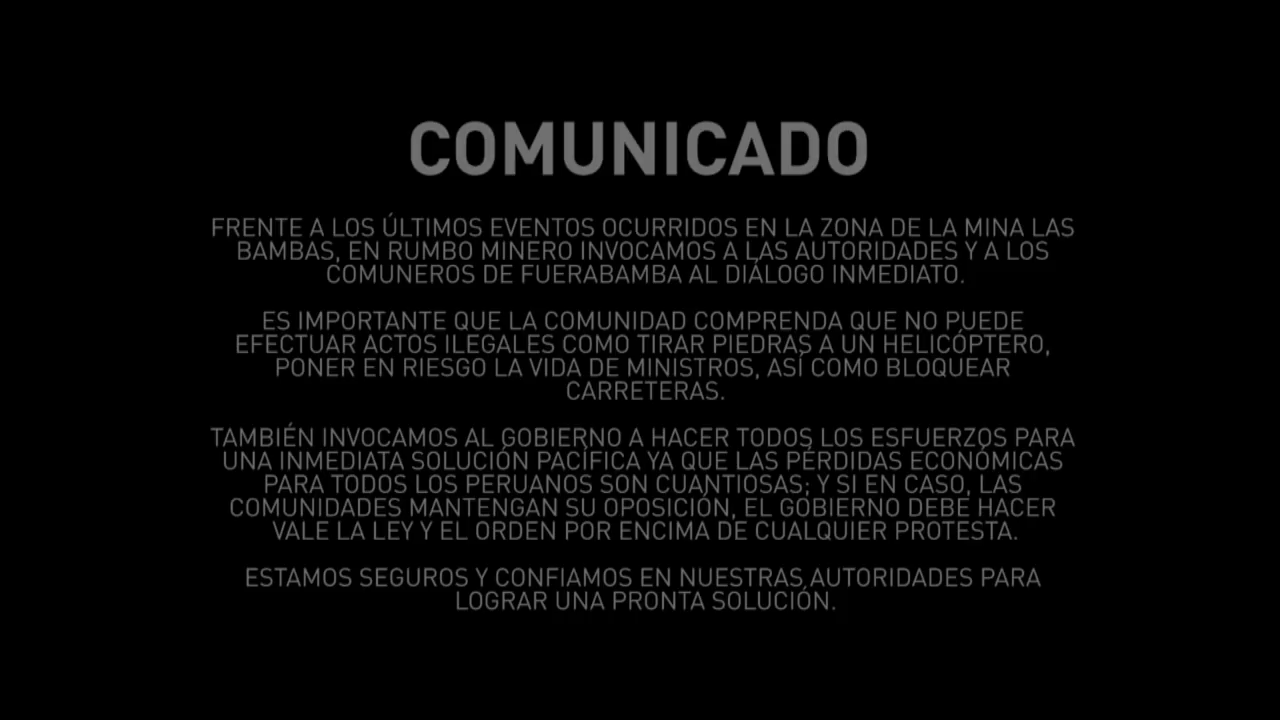 COMUNICADO
FRENTE A LOS ÚLTIMOS EVENTOS OCURRIDOS EN LA ZONA DE LA MINA LAS
BAMBAS, EN RUMBO MINERO INVOCAMOS A LAS AUTORIDADES Y A LOS
COMUNEROS DE FUERABAMBA AL DIÁLOGO INMEDIATO.
ES IMPORTANTE QUE LA COMUNIDAD COMPRENDA QUE NO PUEDE
EFECTUAR ACTOS ILEGALES COMO TIRAR PIEDRAS A UN HELICÓPTERO,
PONER EN RIESGO LA VIDA DE MINISTROS, ASÍ COMO BLOQUEAR
CARRETERAS.
TAMBIÉN INVOCAMOS AL GOBIERNO A HACER TODOS LOS ESFUERZOS PARA
UNA INMEDIATA SOLUCIÓN PACÍFICA YA QUE LAS PÉRDIDAS ECONÓMICAS
PARA TODOS LOS PERUANOS SON CUANTIOSAS; Y SI EN CASO, LAS
COMUNIDADES MANTENGAN SU OPOSICIÓN, EL GOBIERNO DEBE HACER
VALE LA LEY Y EL ORDEN POR ENCIMA DE CUALQUIER PROTESTA.
ESTAMOS SEGUROS Y CONFIAMOS EN NUESTRAS AUTORIDADES PARA
LOGRAR UNA PRONTA SOLUCIÓN.